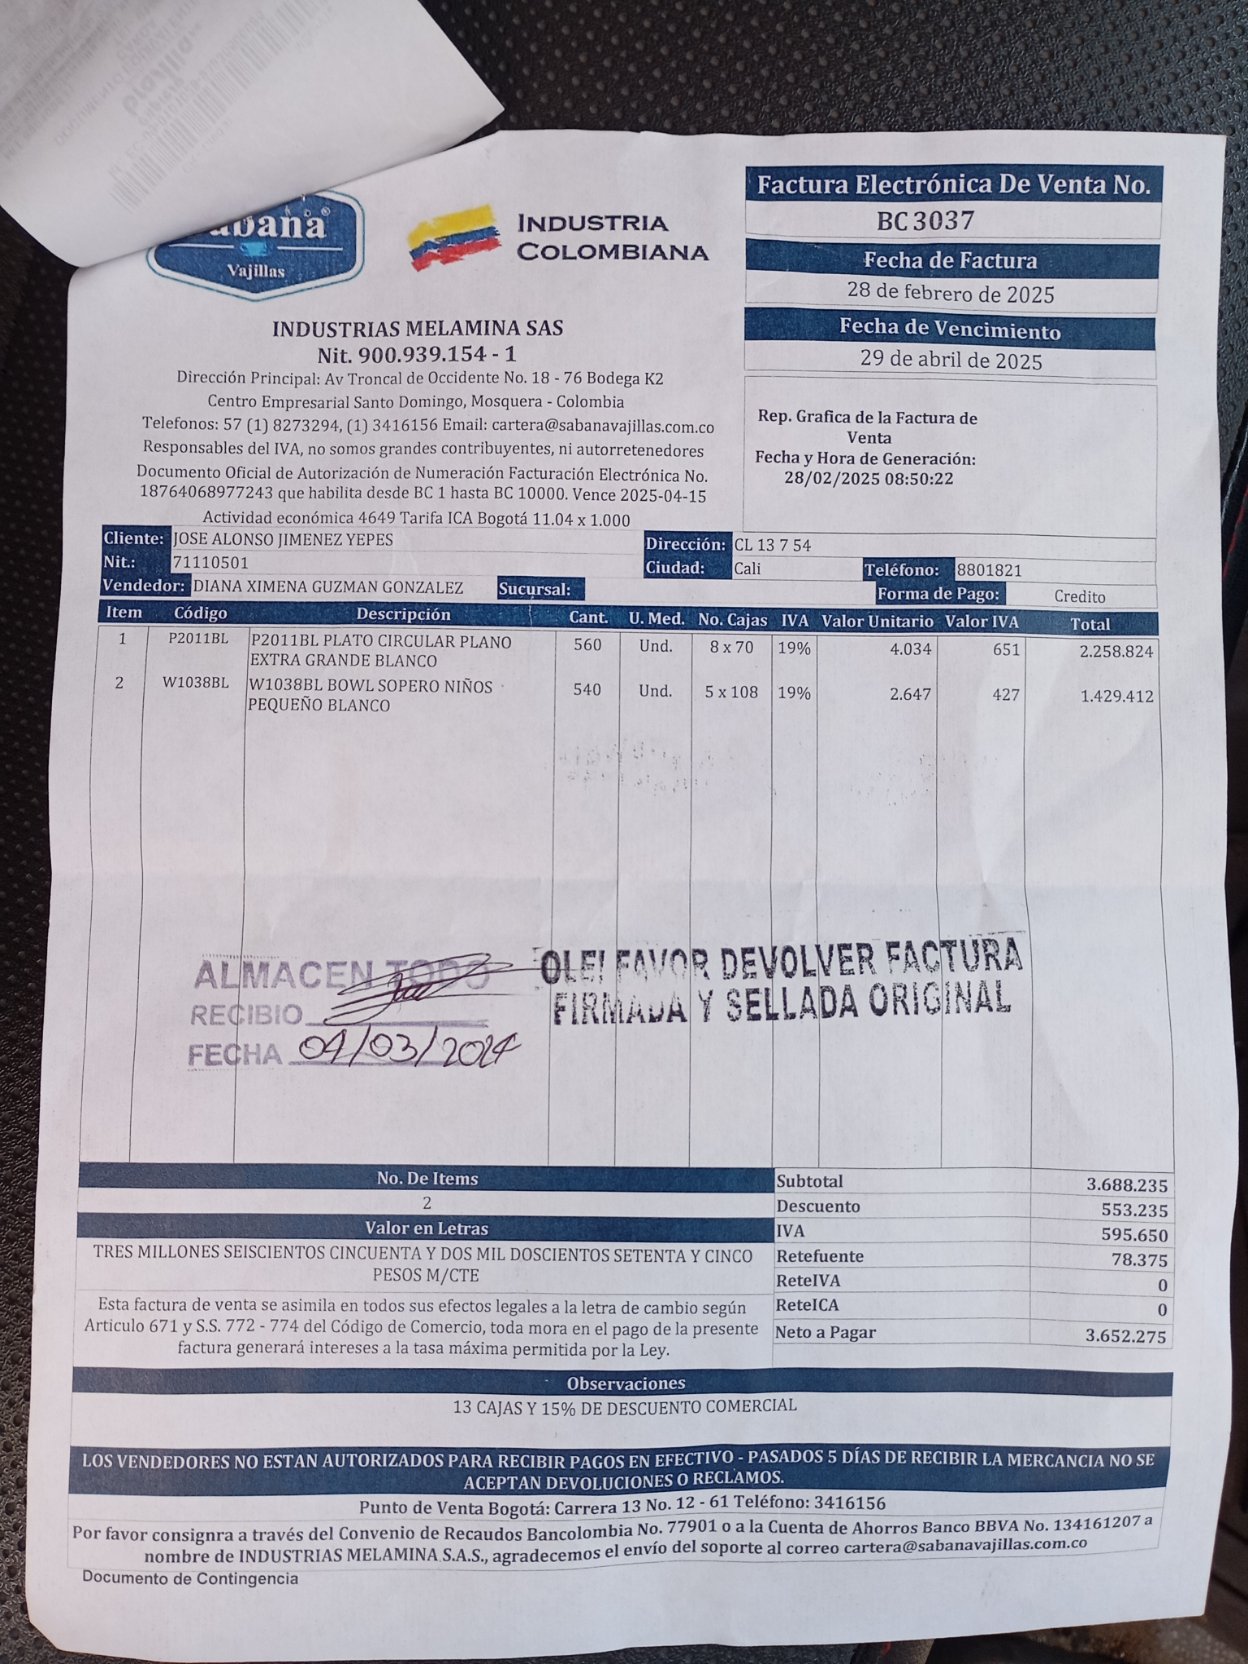 Vajillas
INDUSTRIA
COLOMBIANA
Factura Electrónica De Venta No.
BC 3037
Fecha de Factura
28 de febrero de 2025
Fecha de Vencimiento
29 de abril de 2025
INDUSTRIAS MELAMINA SAS
Nit. 900.939.154 - 1
Dirección Principal: Av Troncal de Occidente No. 18 - 76 Bodega K2
Centro Empresarial Santo Domingo, Mosquera - Colombia
Telefonos: 57 (1) 8273294, (1) 3416156 Email: cartera@sabanavajillas.com.co
Responsables del IVA, no somos grandes contribuyentes, ni autorretenedores
Documento Oficial de Autorización de Numeración Facturación Electrónica No.
18764068977243 que habilita desde BC 1 hasta BC 10000. Vence 2025-04-15
Actividad económica 4649 Tarifa ICA Bogotá 11.04 x 1.000
Rep. Grafica de la Factura de
Venta
Fecha y Hora de Generación:
28/02/2025 08:50:22
Cliente: JOSE ALONSO JIMENEZ YEPES Dirección: CL 13 7 54
Nit.: 71110501 Ciudad: Cali Teléfono: 8801821
Vendedor: DIANA XIMENA GUZMAN GONZALEZ Sucursal: Forma de Pago: Credito
Item Código Descripción Cant. U. Med. No. Cajas IVA Valor Unitario Valor IVA Total
1 P2011BL P2011BL PLATO CIRCULAR PLANO 560 Und. 8 x 70 19% 4.034 651 2.258.824
EXTRA GRANDE BLANCO
2 W1038BL W1038BL BOWL SOPERO NIÑOS 540 Und. 5 x 108 19% 2.647 427 1.429.412
PEQUEÑO BLANCO
ALMACEN TODO
RECIBIO
FECHA 04/03/2024
OLE! FAVOR DEVOLVER FACTURA
FIRMADA Y SELLADA ORIGINAL
No. De Items
2
Valor en Letras
TRES MILLONES SEISCIENTOS CINCUENTA Y DOS MIL DOSCIENTOS SETENTA Y CINCO
PESOS M/CTE
Esta factura de venta se asimila en todos sus efectos legales a la letra de cambio según
Articulo 671 y S.S. 772 - 774 del Código de Comercio, toda mora en el pago de la presente
factura generará intereses a la tasa máxima permitida por la Ley.
Subtotal 3.688.235
Descuento 553.235
IVA 595.650
Retefuente 78.375
ReteIVA 0
ReteICA 0
Neto a Pagar 3.652.275
Observaciones
13 CAJAS Y 15% DE DESCUENTO COMERCIAL
LOS VENDEDORES NO ESTAN AUTORIZADOS PARA RECIBIR PAGOS EN EFECTIVO - PASADOS 5 DÍAS DE RECIBIR LA MERCANCIA NO SE
ACEPTAN DEVOLUCIONES O RECLAMOS.
Punto de Venta Bogotá: Carrera 13 No. 12 - 61 Teléfono: 3416156
Por favor consignra a través del Convenio de Recaudos Bancolombia No. 77901 o a la Cuenta de Ahorros Banco BBVA No. 134161207 a
nombre de INDUSTRIAS MELAMINA S.A.S., agradecemos el envío del soporte al correo cartera@sabanavajillas.com.co
Documento de Contingencia